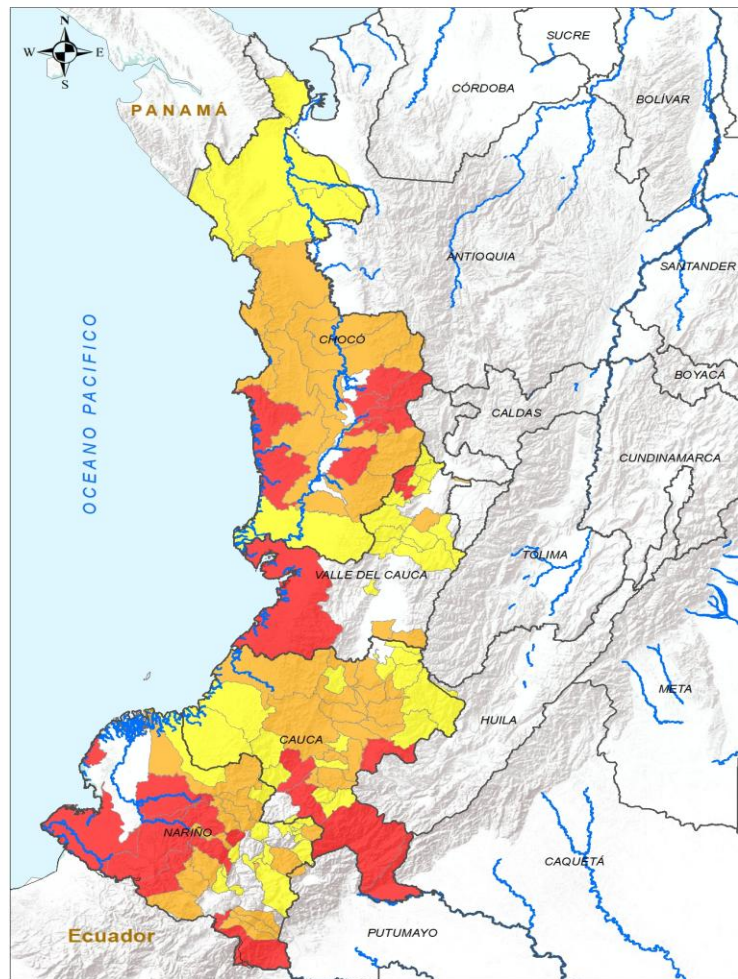 N
W E
S
SUCRE
CÓRDOBA
BOLÍVAR
PANAMÁ
ANTIOQUIA
SANTANDER
OCEANO PACIFICO
CHOCÓ
BOYACÁ
CALDAS
CUNDINAMARCA
TOLIMA
VALLE DEL CAUCA
META
HUILA
CAUCA
NARIÑO
CAQUETÁ
Ecuador
PUTUMAYO